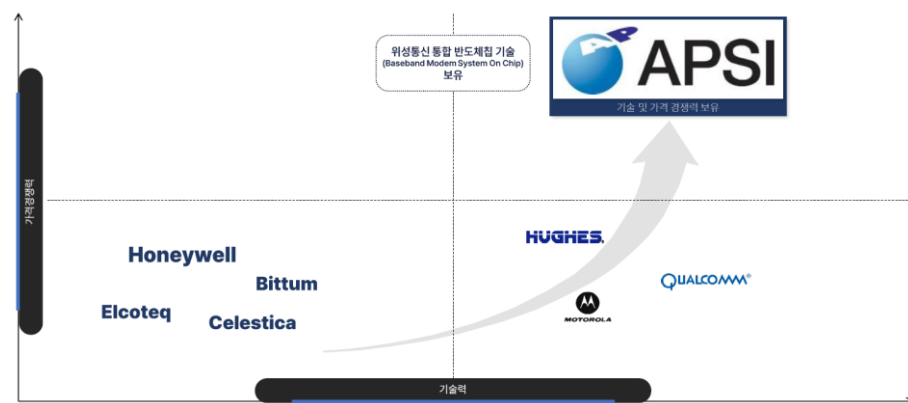 위성통신 통합 반도체칩 기술
(Baseband Modem System On Chip)
보유
AP
APSI
기술 및 가격 경쟁력 보유
가격경쟁력
HUGHES.
Honeywell
Bittum
QUALCOMM®
Elcoteq
Celestica
MOTOROLA
기술력